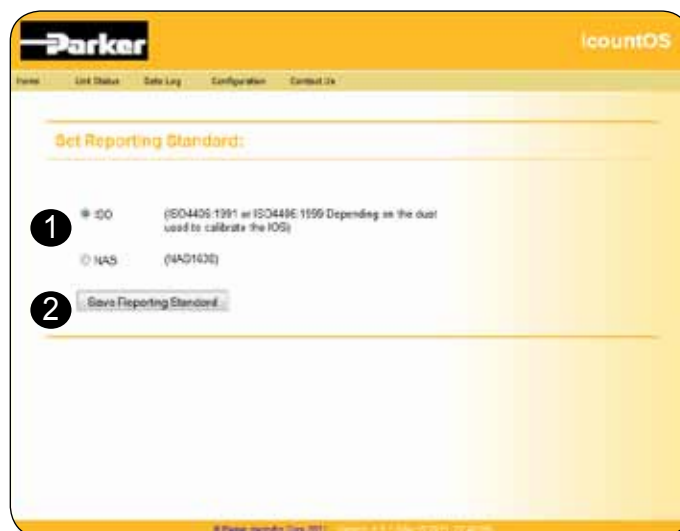 Parker
icountOS
Home Unit Status Data Log Configuration Contact Us
Set Reporting Standard:
1
ISO (ISO4406:1991 or ISO4406:1999 Depending on the dust
used to calibrate the IOS)
NAS (NAS1638)
2 Save Reporting Standard